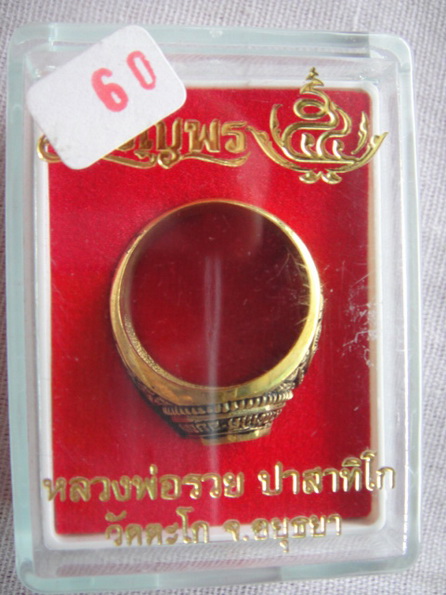 60
หลวงพ่อรวย ปาสาทิโก
วัดตะโก จ.อยุธยา